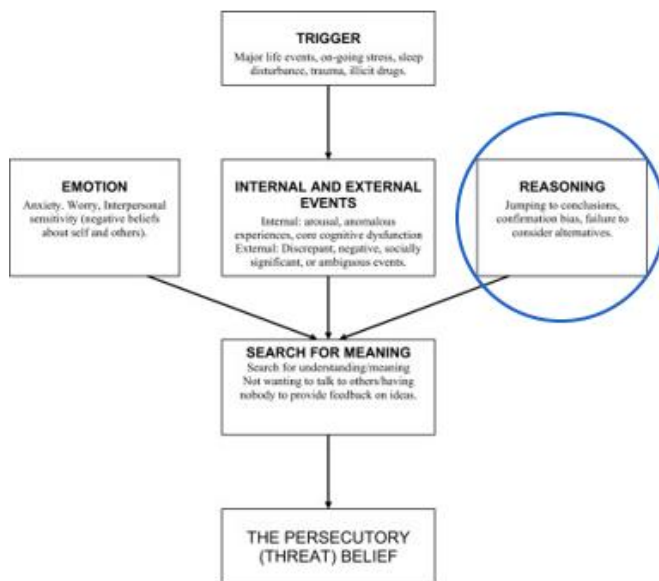 TRIGGER
Major life events, on-going stress, sleep
disturbance, trauma, illicit drugs.
EMOTION
Anxiety. Worry, Interpersonal
sensitivity (negative beliefs
about self and others).
INTERNAL AND EXTERNAL
EVENTS
Internal: arousal, anomalous
experiences, core cognitive dysfunction
External: Discrepant, negative, socially
significant, or ambiguous events.
REASONING
Jumping to conclusions,
confirmation bias, failure to
consider alternatives.
SEARCH FOR MEANING
Search for understanding/meaning
Not wanting to talk to others/having
nobody to provide feedback on ideas.
THE PERSECUTORY
(THREAT) BELIEF